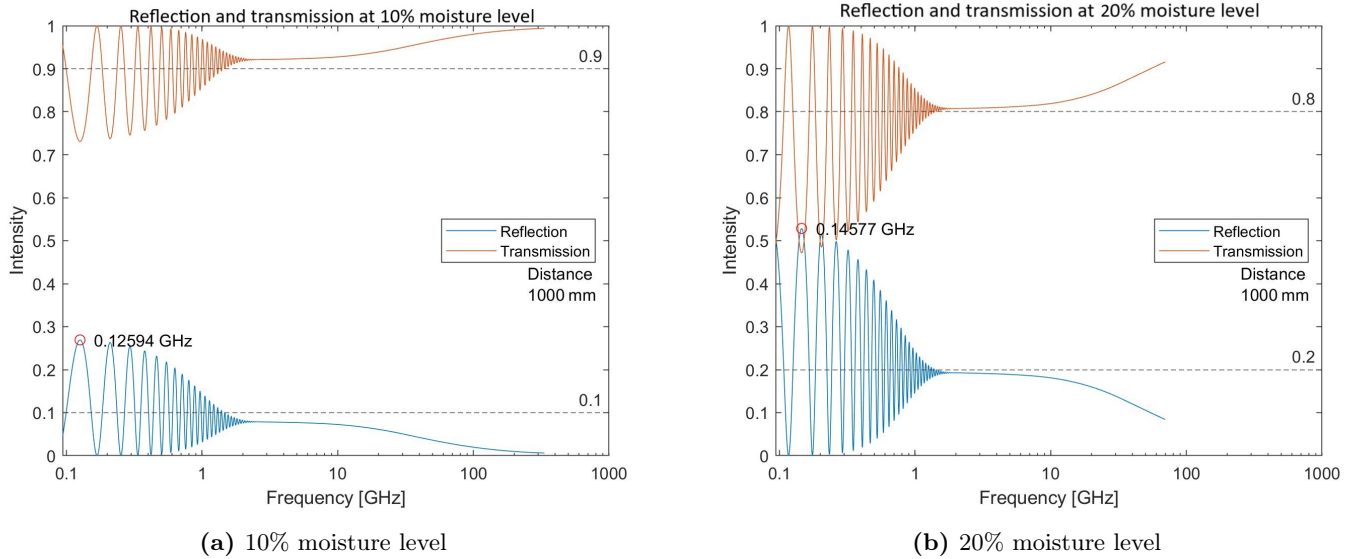 Reflection and transmission at 10% moisture level
1
0.9
0.8
0.7
0.6
0.5
0.4
0.3
0.2
0.1
0
Intensity
0.9
Reflection
Transmission
Distance
1000 mm
0.12594 GHz
0.1
0.1
1
10
100
1000
Frequency [GHz]
(a) 10% moisture level
Reflection and transmission at 20% moisture level
1
0.9
0.8
0.7
0.6
0.5
0.4
0.3
0.2
0.1
0
Intensity
0.8
0.14577 GHz
Reflection
Transmission
Distance
1000 mm
0.2
0.1
1
10
100
1000
Frequency [GHz]
(b) 20% moisture level